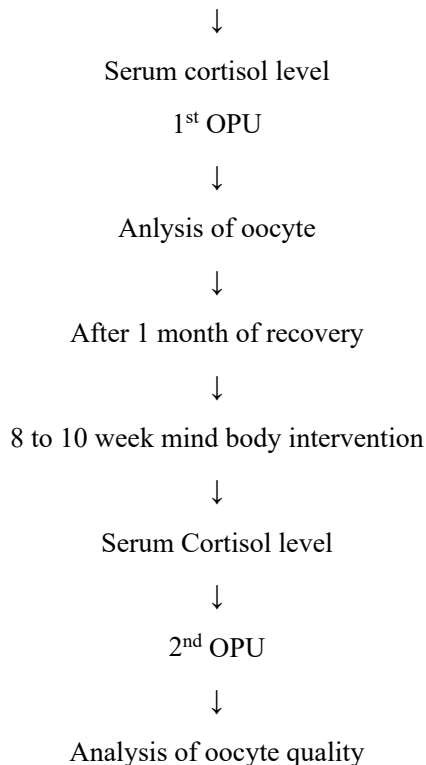 ↓
Serum cortisol level
1st OPU
↓
Anlysis of oocyte
↓
After 1 month of recovery
↓
8 to 10 week mind body intervention
↓
Serum Cortisol level
↓
2nd OPU
↓
Analysis of oocyte quality